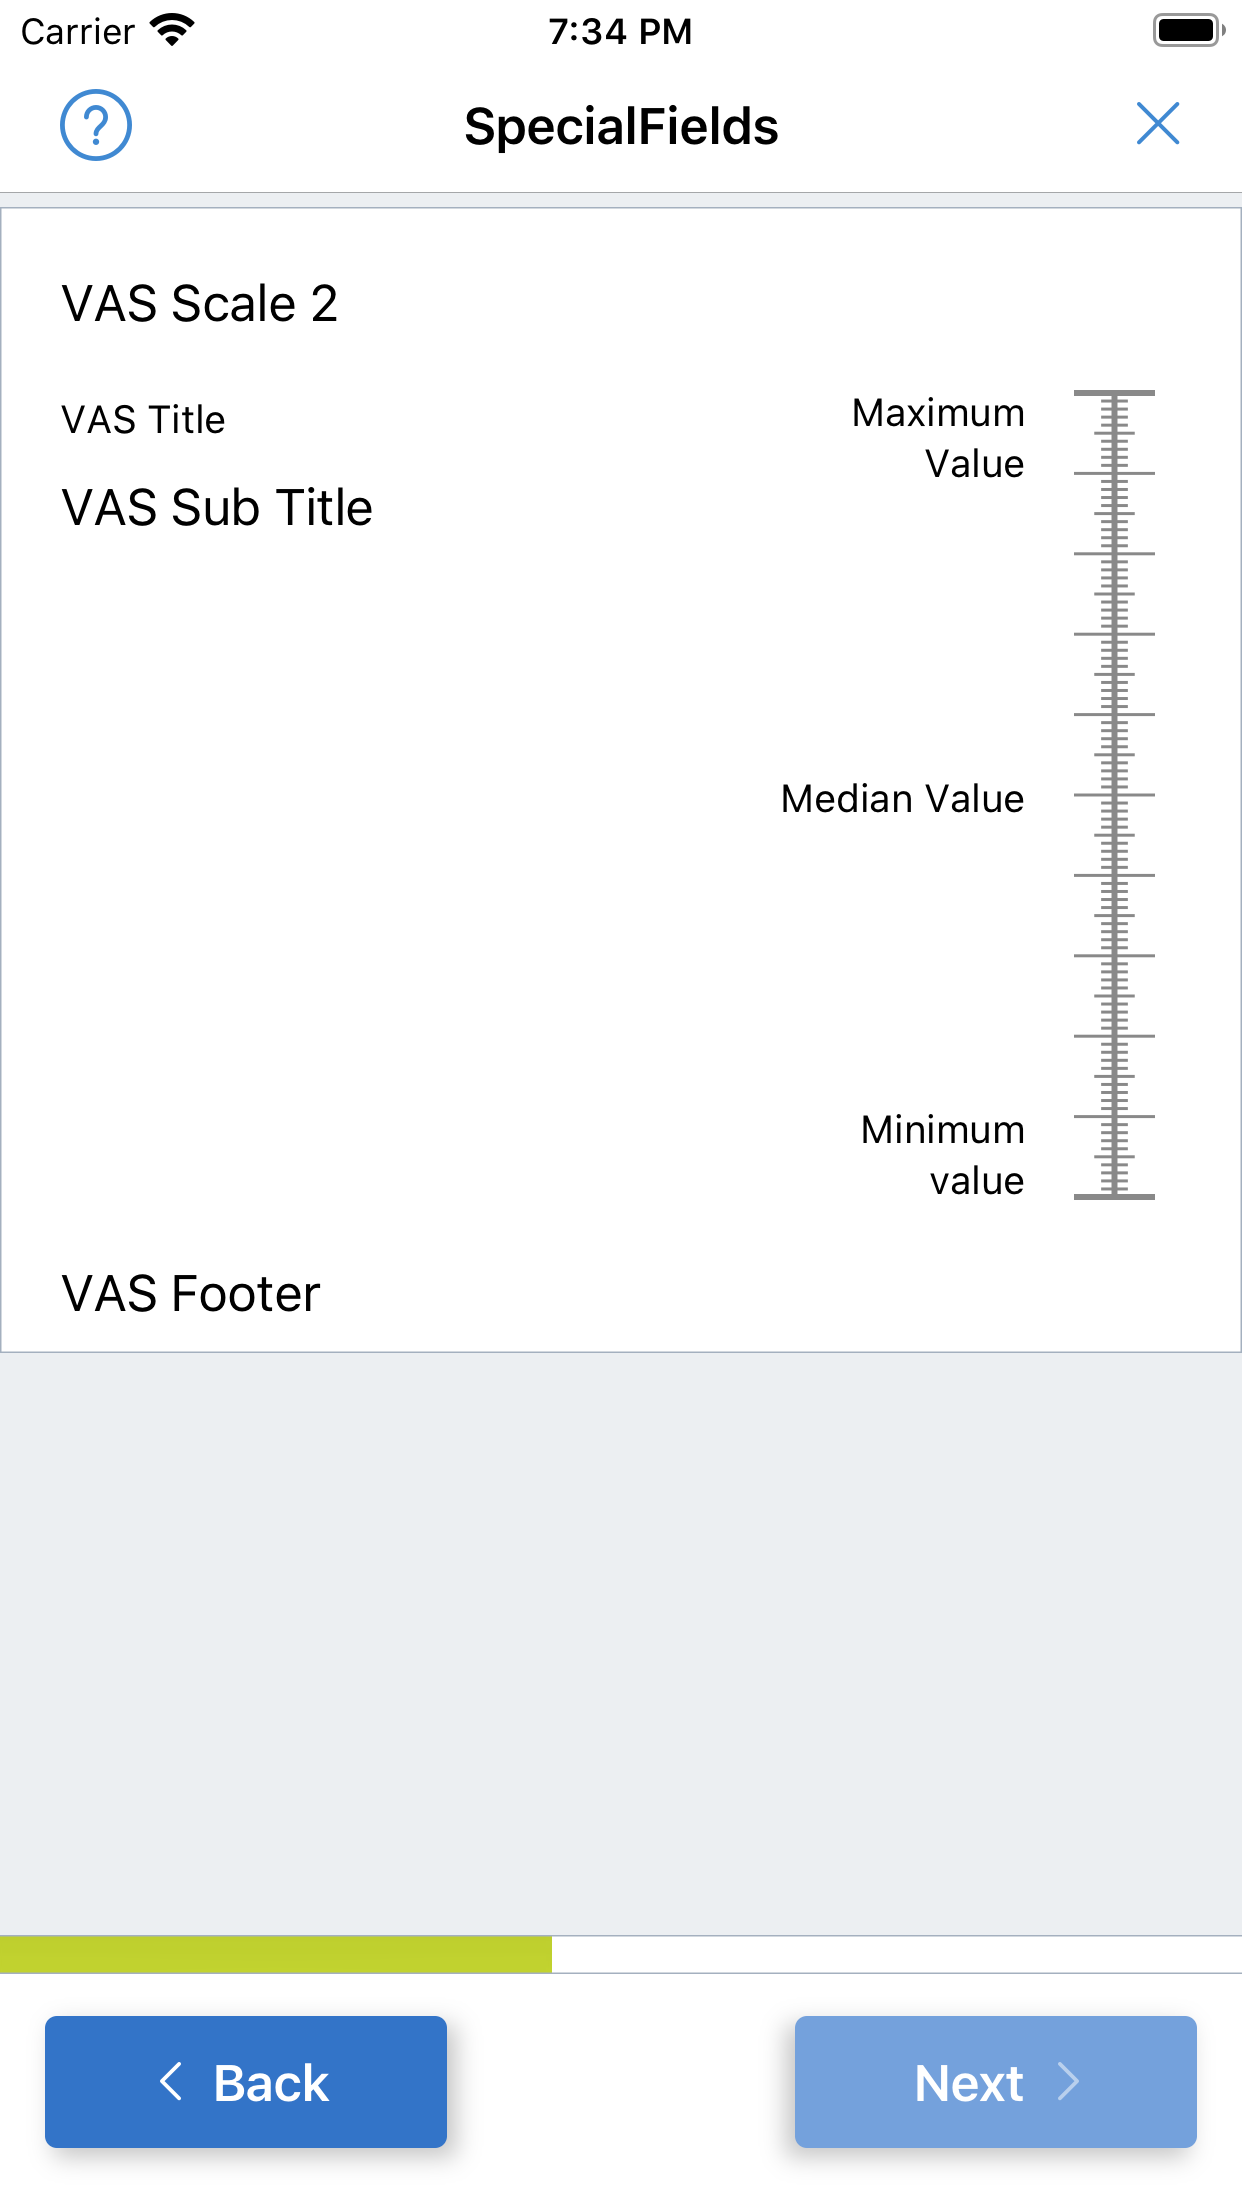 Carrier 7:34 PM
SpecialFields
VAS Scale 2
VAS Title
VAS Sub Title
Maximum
Value
Median Value
Minimum
value
VAS Footer
Back
Next